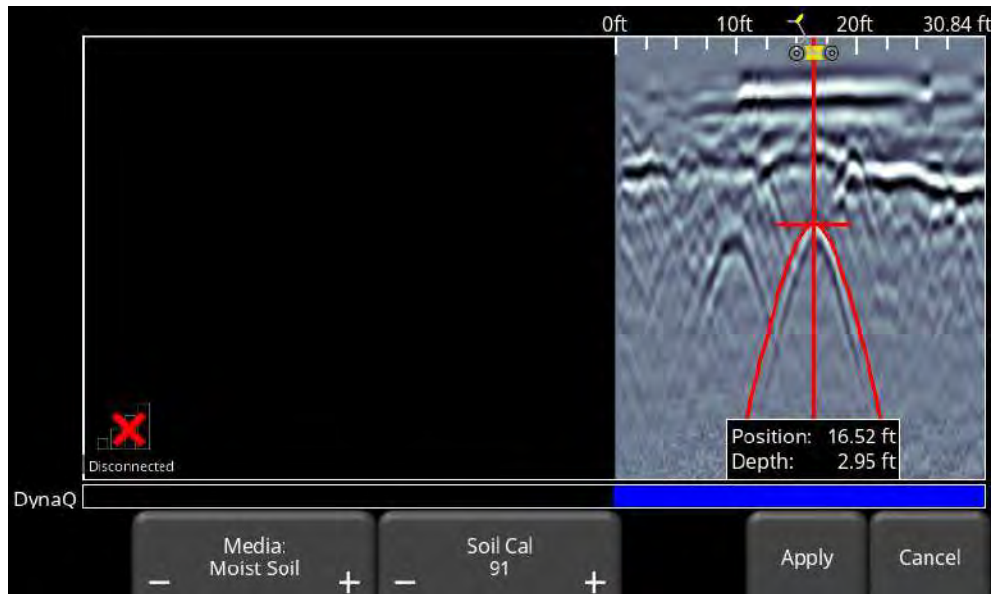 0ft 10ft 20ft 30.84 ft
Position: 16.52 ft
Depth: 2.95 ft
Disconnected
DynaQ
Media:
Moist Soil
− +
Soil Cal
91
− +
Apply
Cancel